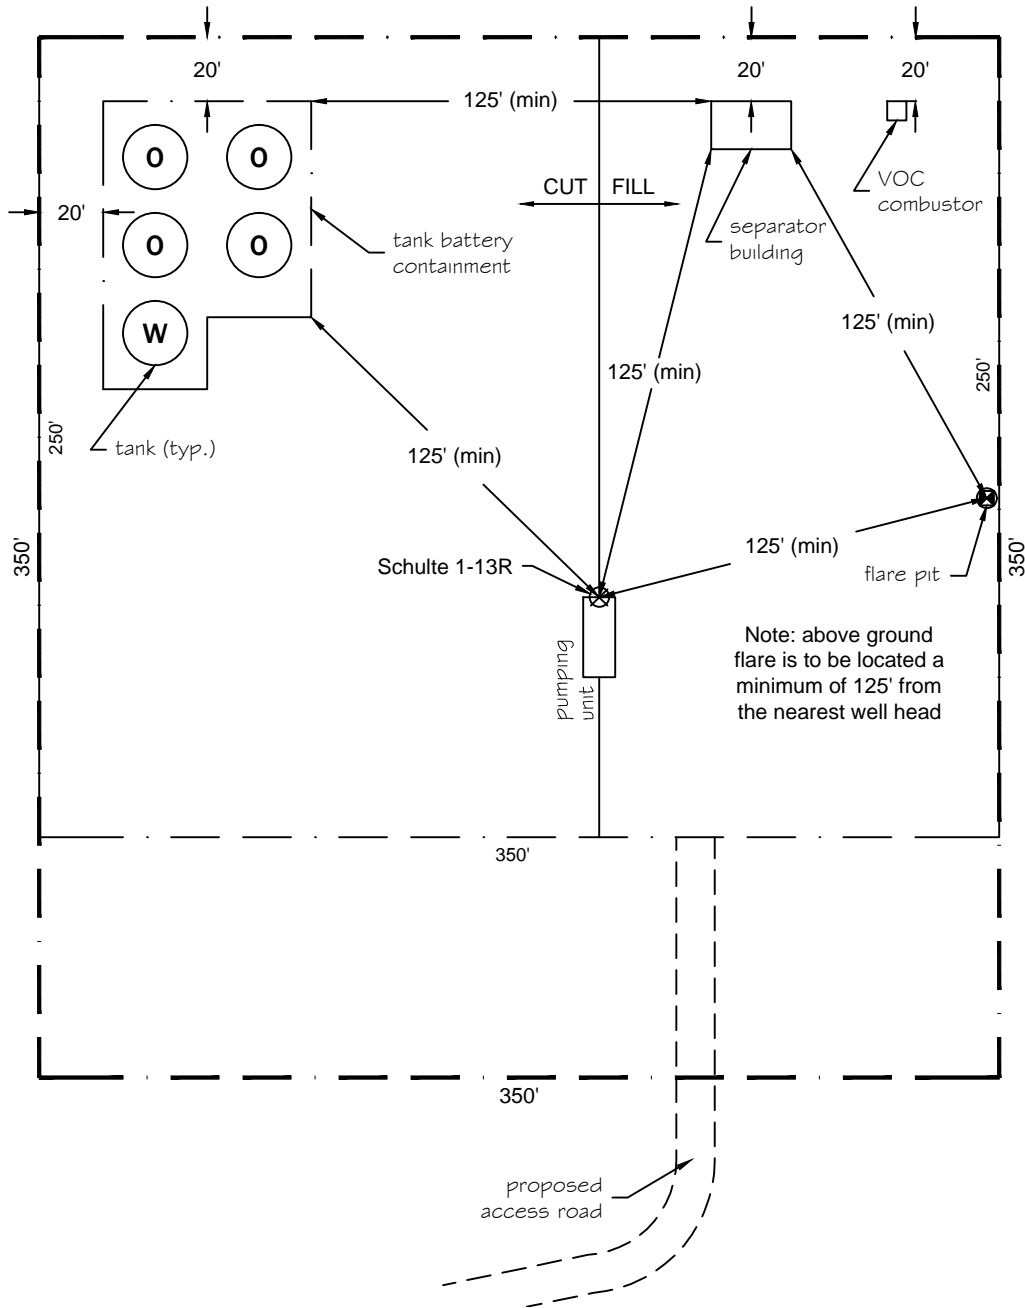 20'
20'
20'
125' (min)
O
O
VOC
combustor
CUT
FILL
20'
separator
building
tank battery
containment
O
O
125' (min)
W
125' (min)
250'
250'
tank (typ.)
125' (min)
350'
350'
125' (min)
Schulte 1-13R
flare pit
Note: above ground
flare is to be located a
minimum of 125' from
the nearest well head
pumping
unit
350'
350'
proposed
access road